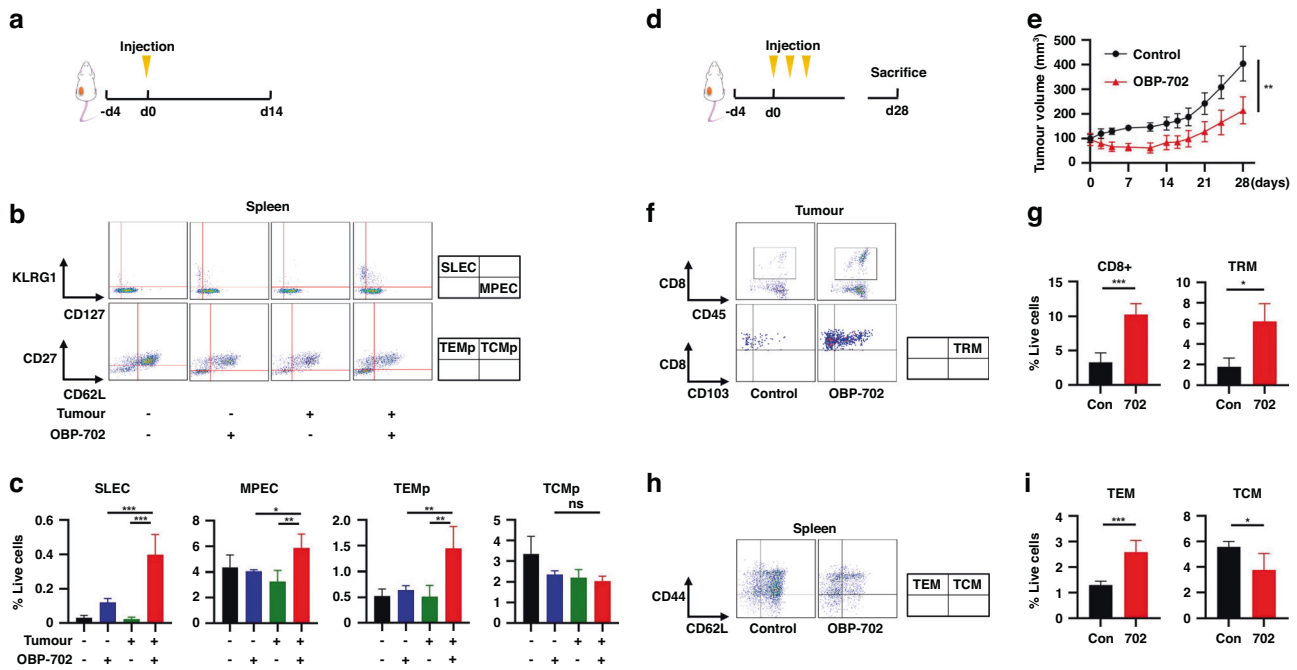 a
Injection
-d4 d0 d14
b
Spleen
KLRG1
CD127
SLEC
MPEC
CD27
CD62L
TEMp TCMp
Tumour - - + +
OBP-702 - + - +
c
SLEC MPEC TEMp TCMp
% Live cells
0.6
0.4
0.2
0
***
***
8
6
4
2
0
*
**
2.0
1.5
1.0
0.5
0
**
**
5
4
3
2
1
0
ns
Tumour - - + + - - + + - - + + - - + +
OBP-702 - + - + - + - + - + - + - + - +
d
Injection
Sacrifice
-d4 d0 d28
e
Tumour volume (mm³)
500
400
300
200
100
0
Control
OBP-702
**
0 7 14 21 28 (days)
f
Tumour
CD8
CD45
CD8
CD103
Control OBP-702
TRM
g
CD8+ TRM
% Live cells
15
10
5
0
***
Con 702
10
8
6
4
2
0
*
Con 702
h
Spleen
CD44
CD62L
Control OBP-702
TEM TCM
i
TEM TCM
% Live cells
4
3
2
1
0
***
Con 702
8
6
4
2
0
*
Con 702